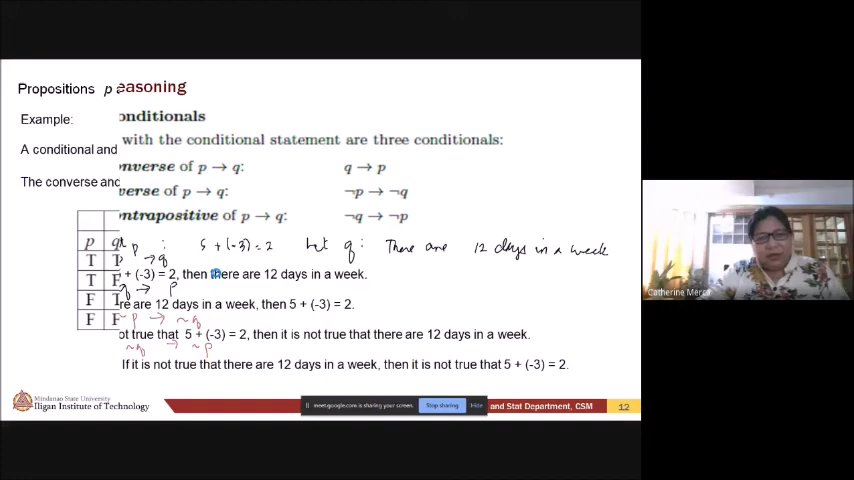 Propositions p a
easoning
Example:
onditionals
A conditional and
with the conditional statement are three conditionals:
nverse of p → q: q → p
The converse and
verse of p → q: ¬p → ¬q
ontrapositive of p → q: ¬q → ¬p
p : 5 + (-3) = 2 Let q : There are 12 days in a week
p q
p → q
T T
+ (-3) = 2, then there are 12 days in a week.
T F
q → p
F T
re are 12 days in a week, then 5 + (-3) = 2.
F F
~p → ~q
ot true that 5 + (-3) = 2, then it is not true that there are 12 days in a week.
~q → ~p
If it is not true that there are 12 days in a week, then it is not true that 5 + (-3) = 2.
Mindanao State University
Iligan Institute of Technology
meet.google.com is sharing your screen.
Stop sharing
Hide
and Stat Department, CSM
12
Catherine Merca